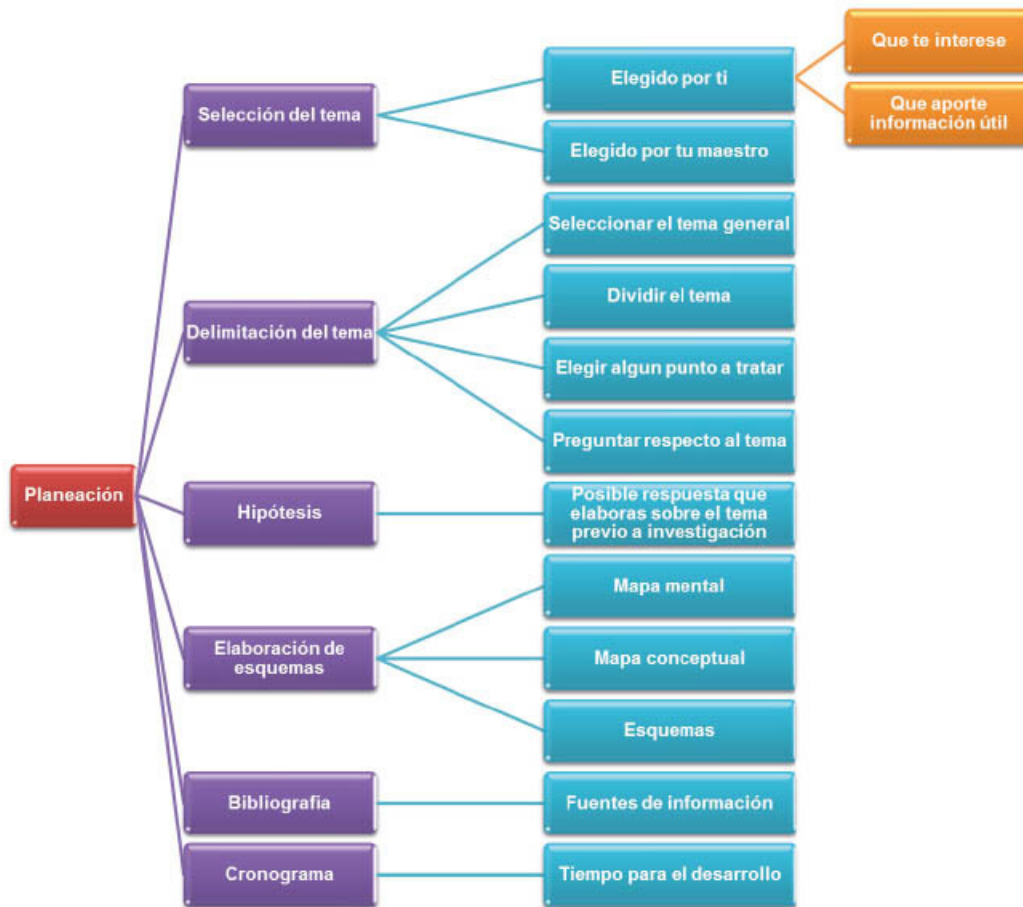 Planeación
Selección del tema
Elegido por ti
Que te interese
Que aporte
información útil
Elegido por tu maestro
Delimitación del tema
Seleccionar el tema general
Dividir el tema
Elegir algun punto a tratar
Preguntar respecto al tema
Hipótesis
Posible respuesta que
elaboras sobre el tema
previo a investigación
Elaboración de
esquemas
Mapa mental
Mapa conceptual
Esquemas
Bibliografia
Fuentes de información
Cronograma
Tiempo para el desarrollo